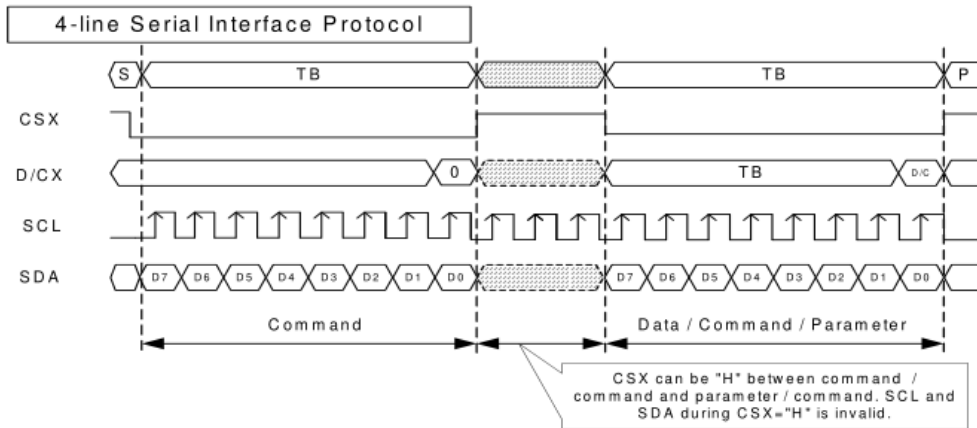 4-line Serial Interface Protocol
S TB TB P
CSX
D/CX 0 TB D/C
SCL
SDA D7 D6 D5 D4 D3 D2 D1 D0 D7 D6 D5 D4 D3 D2 D1 D0
Command Data / Command / Parameter
CSX can be "H" between command /
command and parameter / command. SCL and
SDA during CSX="H" is invalid.